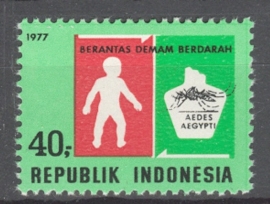 1977
BERANTAS DEMAM BERDARAH
AEDES
AEGYPTI
40,-
REPUBLIK INDONESIA